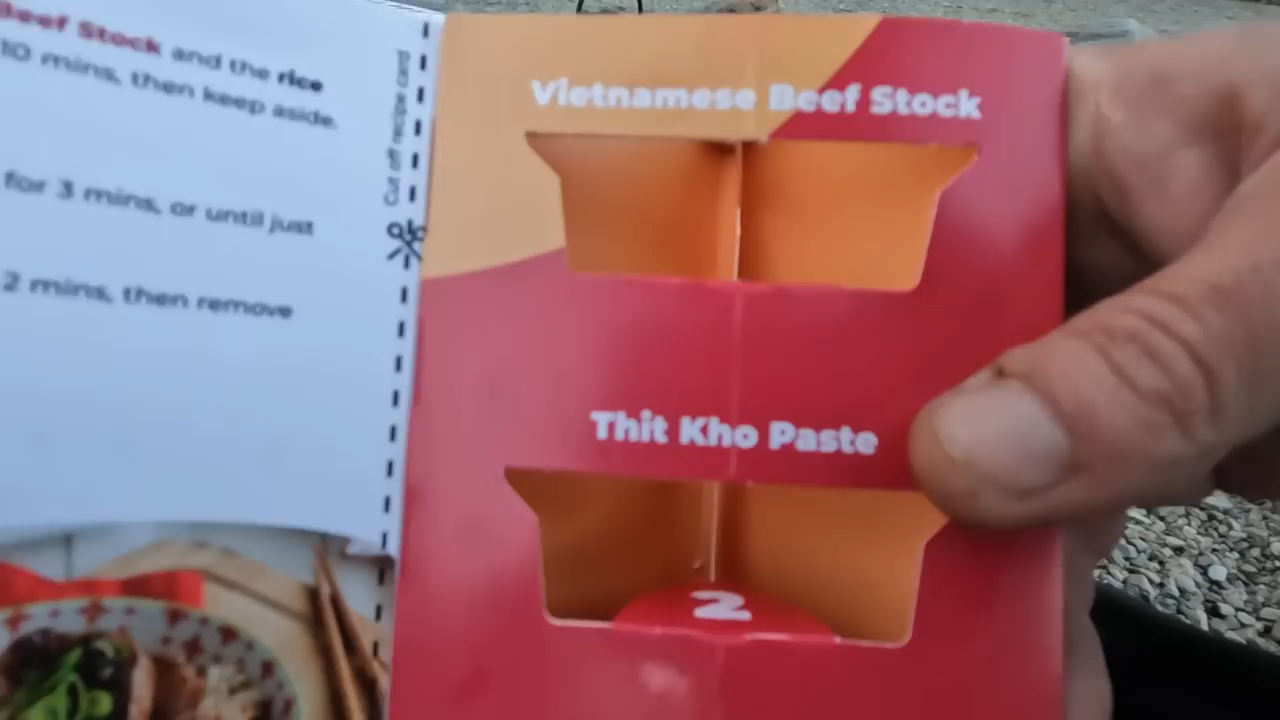 Beef Stock and the rice
10 mins, then keep aside.
for 3 mins, or until just
2 mins, then remove
Cut off recipe card
Vietnamese Beef Stock
Thit Kho Paste
2